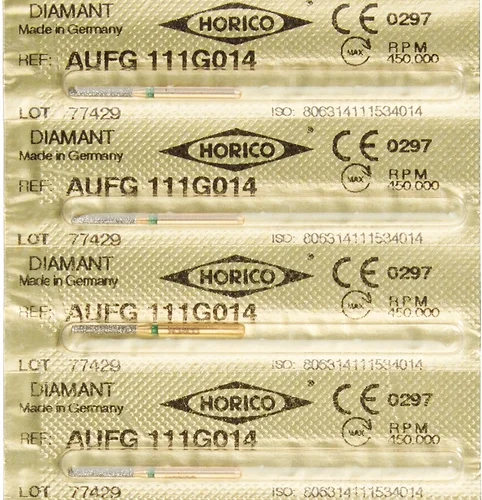 DIAMANT HORICO ® CE 0297
Made in Germany
MAX RPM
REF: AUFG 111G014 450.000
LOT 77429 ISO: 806314111534014
DIAMANT HORICO ® CE 0297
Made in Germany
MAX RPM
REF: AUFG 111G014 450.000
LOT 77429 ISO: 806314111534014
DIAMANT HORICO ® CE 0297
Made in Germany
MAX RPM
REF: AUFG 111G014 450.000
LOT 77429 ISO: 806314111534014
DIAMANT HORICO ® CE 0297
Made in Germany
MAX RPM
REF: AUFG 111G014 450.000
LOT 77429 ISO: 806314111534014